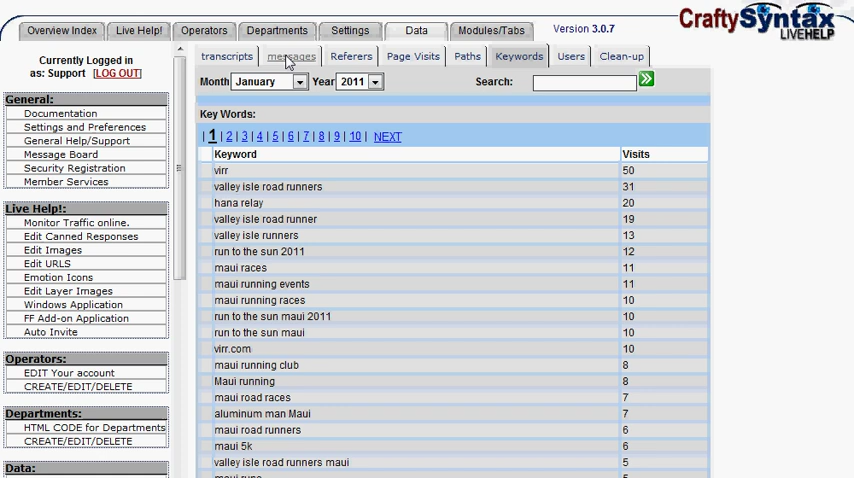 CraftySyntax
LIVEHELP
Overview Index Live Help! Operators Departments Settings Data Modules/Tabs Version 3.0.7
Currently Logged in
as: Support [LOG OUT]
General:
Documentation
Settings and Preferences
General Help/Support
Message Board
Security Registration
Member Services
Live Help!:
Monitor Traffic online.
Edit Canned Responses
Edit Images
Edit URLS
Emotion Icons
Edit Layer Images
Windows Application
FF Add-on Application
Auto Invite
Operators:
EDIT Your account
CREATE/EDIT/DELETE
Departments:
HTML CODE for Departments
CREATE/EDIT/DELETE
Data:
transcripts messages Referers Page Visits Paths Keywords Users Clean-up
Month January Year 2011 Search:
Key Words:
| 1 | 2 | 3 | 4 | 5 | 6 | 7 | 8 | 9 | 10 | NEXT
Keyword Visits
virr 50
valley isle road runners 31
hana relay 20
valley isle road runner 19
valley isle runners 13
run to the sun 2011 12
maui races 11
maui running events 11
maui running races 10
run to the sun maui 2011 10
run to the sun maui 10
virr.com 10
maui running club 8
Maui running 8
maui road races 7
aluminum man Maui 7
maui road runners 6
maui 5k 6
valley isle road runners maui 5